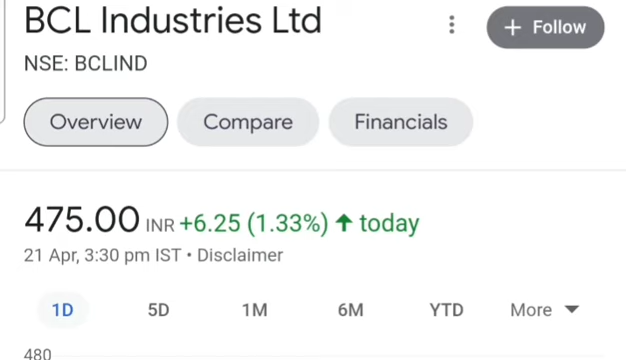 BCL Industries Ltd
+ Follow
NSE: BCLIND
Overview Compare Financials
475.00 INR +6.25 (1.33%) ↑ today
21 Apr, 3:30 pm IST • Disclaimer
1D 5D 1M 6M YTD More
480